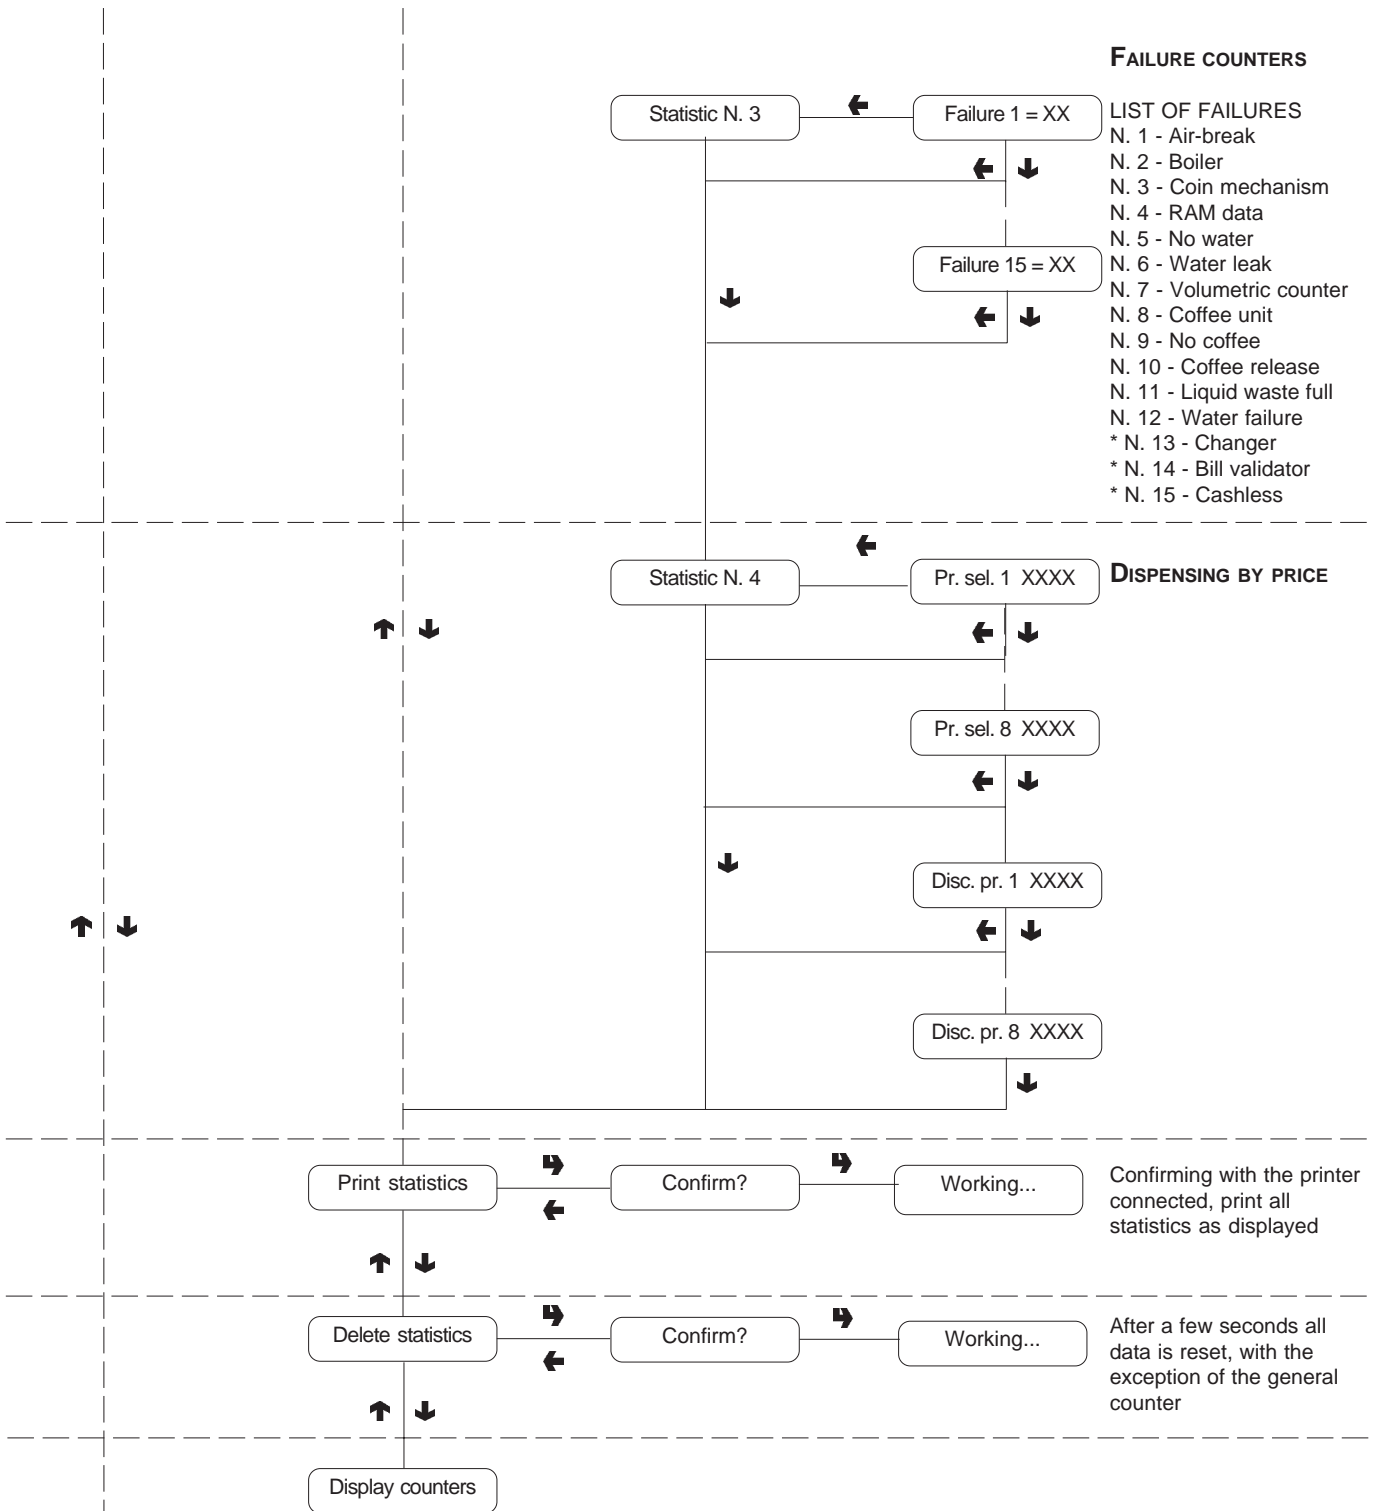 FAILURE COUNTERS
Statistic N. 3
Failure 1 = XX
LIST OF FAILURES
N. 1 - Air-break
N. 2 - Boiler
N. 3 - Coin mechanism
N. 4 - RAM data
N. 5 - No water
Failure 15 = XX
N. 6 - Water leak
N. 7 - Volumetric counter
N. 8 - Coffee unit
N. 9 - No coffee
N. 10 - Coffee release
N. 11 - Liquid waste full
N. 12 - Water failure
* N. 13 - Changer
* N. 14 - Bill validator
* N. 15 - Cashless
Statistic N. 4
Pr. sel. 1 XXXX
DISPENSING BY PRICE
Pr. sel. 8 XXXX
Disc. pr. 1 XXXX
Disc. pr. 8 XXXX
Print statistics
Confirm?
Working...
Confirming with the printer
connected, print all
statistics as displayed
Delete statistics
Confirm?
Working...
After a few seconds all
data is reset, with the
exception of the general
counter
Display counters